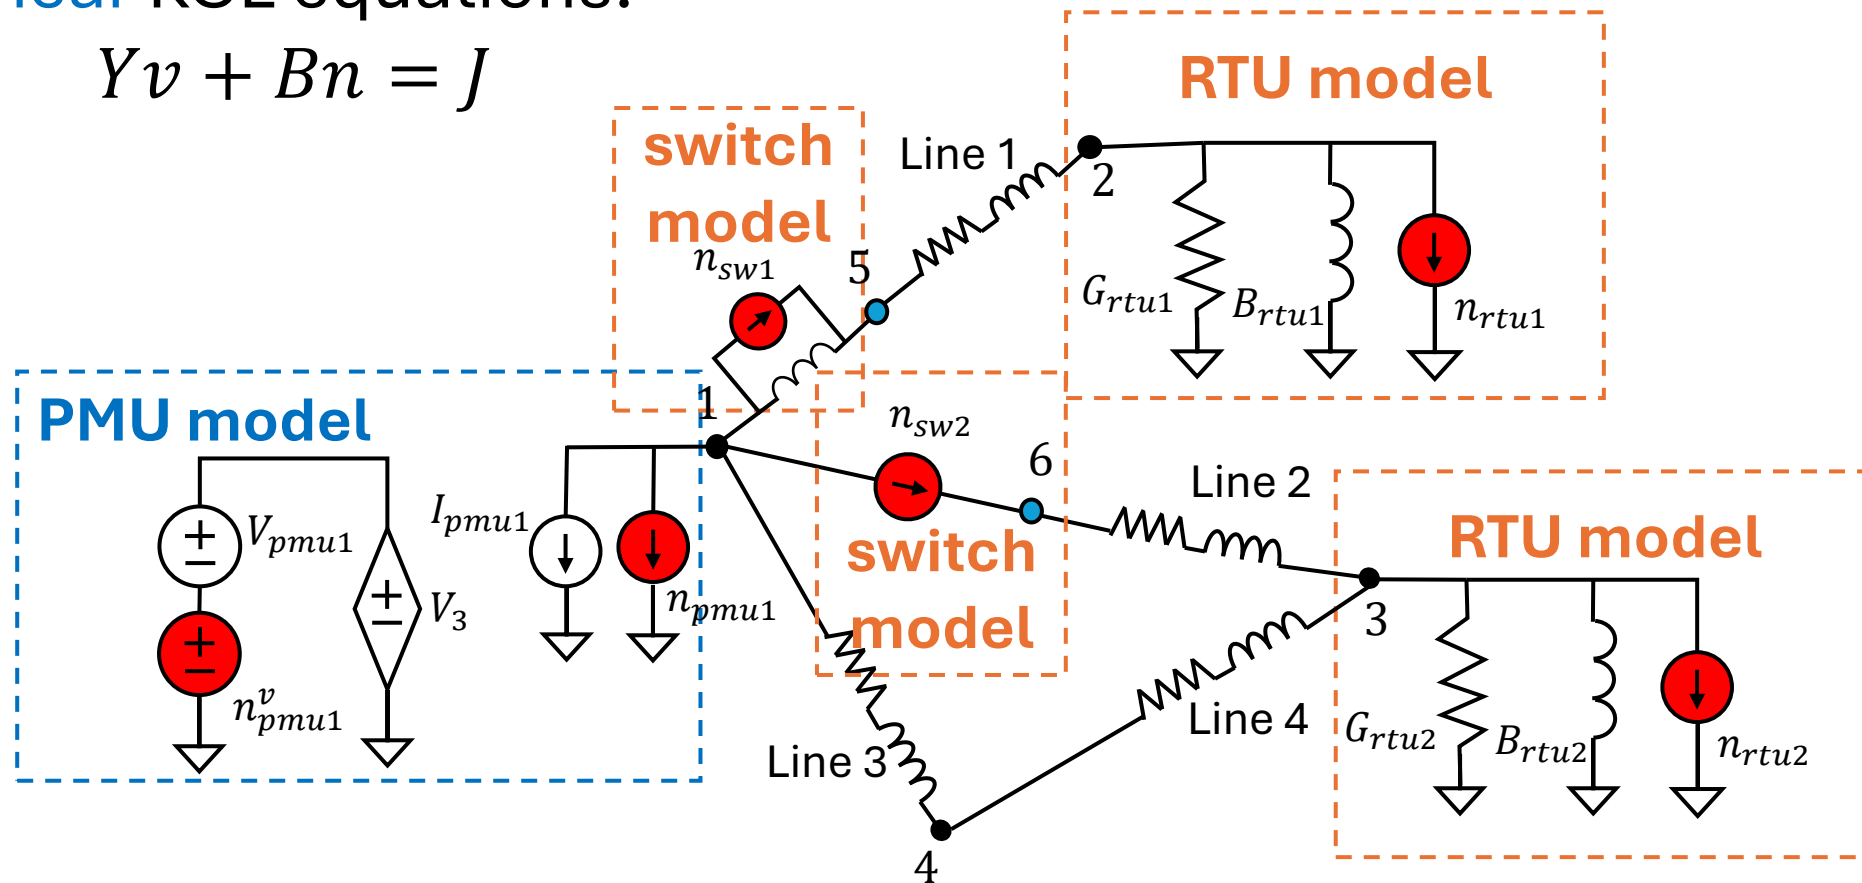 KCL equations:
Yv + Bn = J
RTU model
switch
model
Line 1
2
n_sw1
5
G_rtu1
B_rtu1
n_rtu1
1
PMU model
n_sw2
6
Line 2
I_pmu1
V_pmu1
switch
model
RTU model
n_pmu1
V_3
3
n^v_pmu1
Line 3
Line 4
G_rtu2
B_rtu2
n_rtu2
4